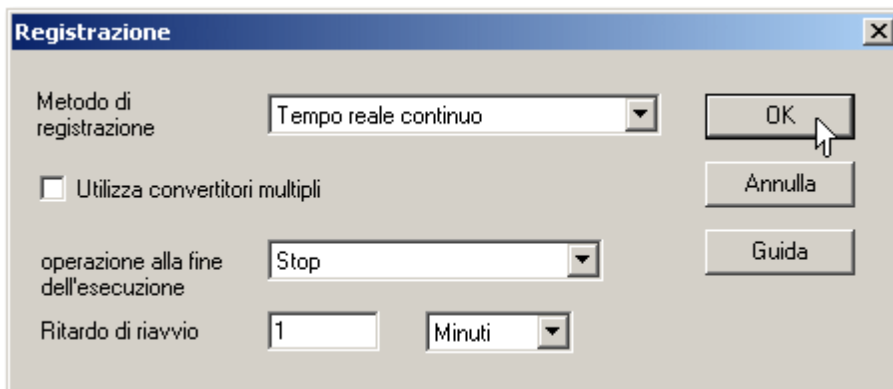 Registrazione
Metodo di
registrazione
Tempo reale continuo
OK
Utilizza convertitori multipli
Annulla
operazione alla fine
dell'esecuzione
Stop
Guida
Ritardo di riavvio
1
Minuti